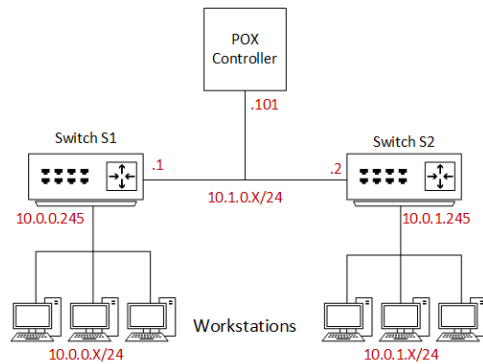 POX
Controller
.101
Switch S1
Switch S2
.1
.2
10.1.0.X/24
10.0.0.245
10.0.1.245
Workstations
10.0.0.X/24
10.0.1.X/24